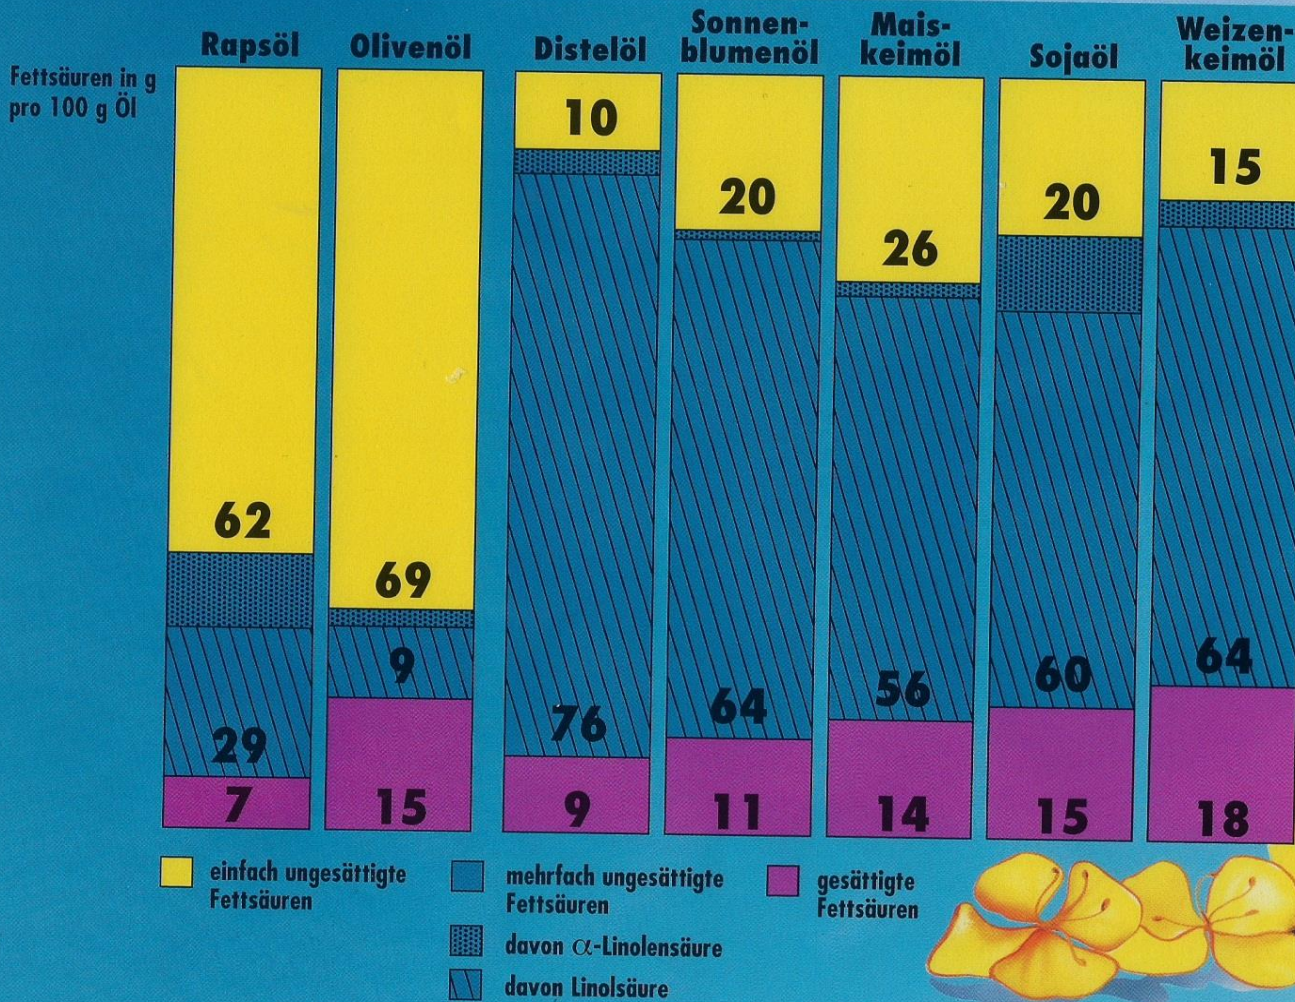 Fettsäuren in g
pro 100 g Öl
Rapsöl
Olivenöl
Distelöl
Sonnen-
blumenöl
Mais-
keimöl
Sojaöl
Weizen-
keimöl
62
29
7
69
9
15
10
76
9
20
64
11
26
56
14
20
60
15
15
64
18
einfach ungesättigte
Fettsäuren
mehrfach ungesättigte
Fettsäuren
davon α-Linolensäure
davon Linolsäure
gesättigte
Fettsäuren